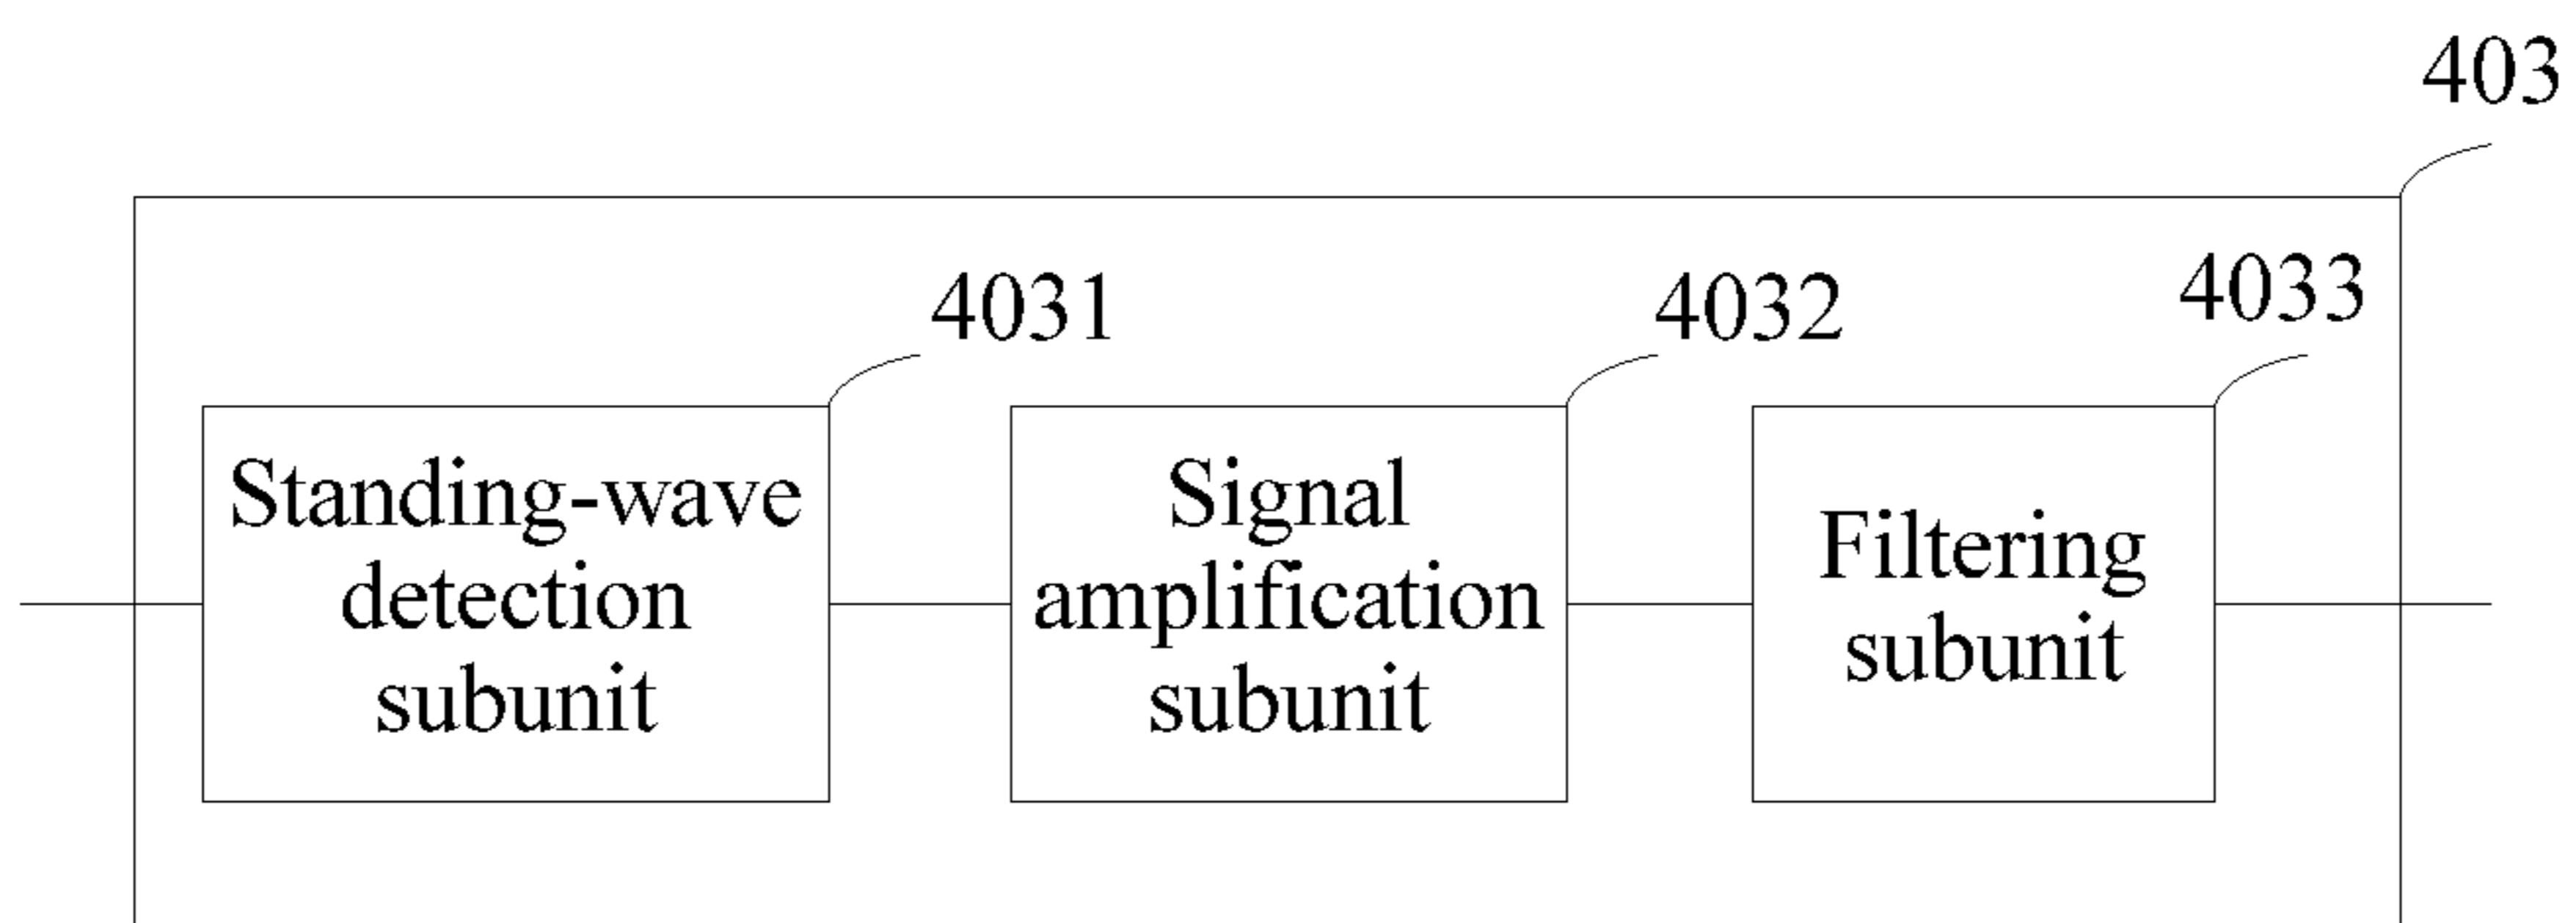 403
4031
4032
4033
Standing-wave
detection
subunit
Signal
amplification
subunit
Filtering
subunit